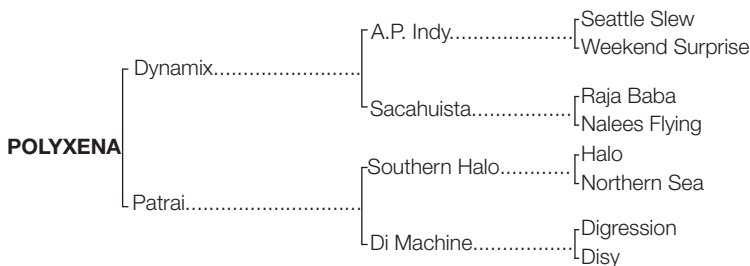 Seattle Slew
A.P. Indy
Weekend Surprise
Dynamix
Raja Baba
Sacahuista
Nalees Flying
POLYXENA
Halo
Southern Halo
Northern Sea
Patrai
Digression
Di Machine
Disy